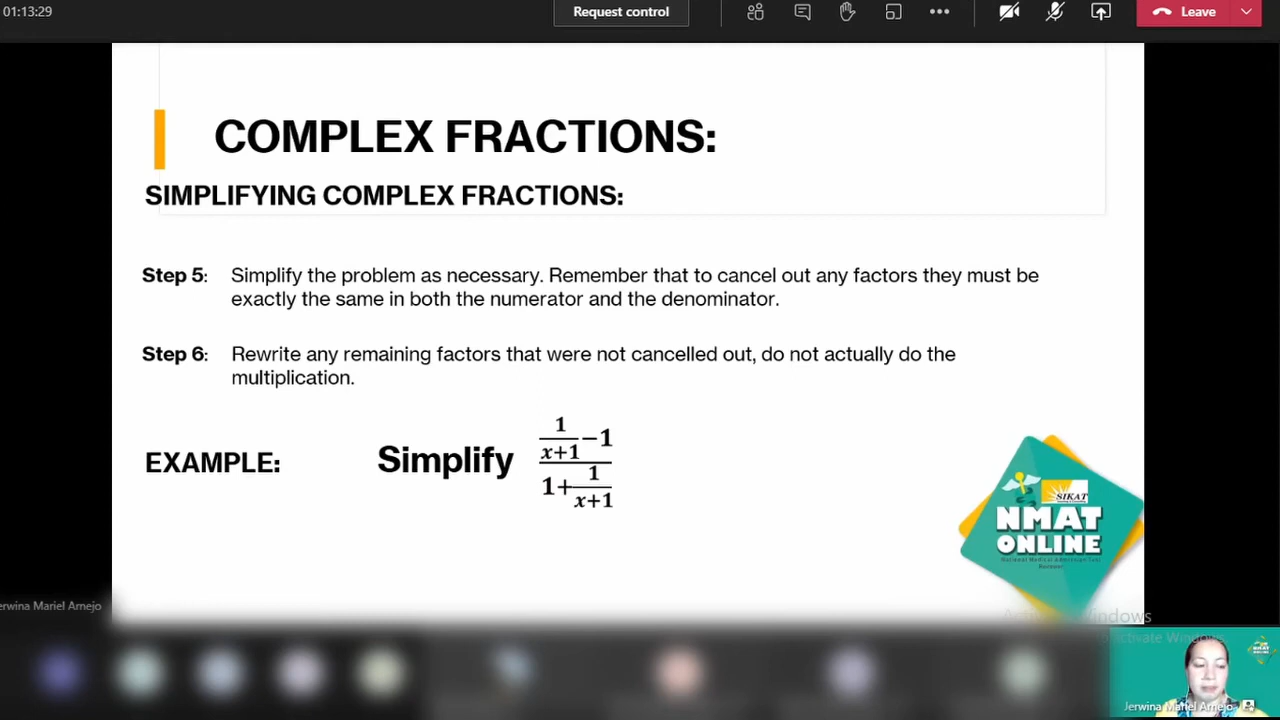 01:13:29
Request control
Leave
COMPLEX FRACTIONS:
SIMPLIFYING COMPLEX FRACTIONS:
Step 5: Simplify the problem as necessary. Remember that to cancel out any factors they must be
exactly the same in both the numerator and the denominator.
Step 6: Rewrite any remaining factors that were not cancelled out, do not actually do the
multiplication.
EXAMPLE: Simplify
1
x+1 −1
1+ 1
x+1
SIKAT
NMAT
ONLINE
erwina Mariel Arnejo
Windows
Jerwina Mariel Arnejo